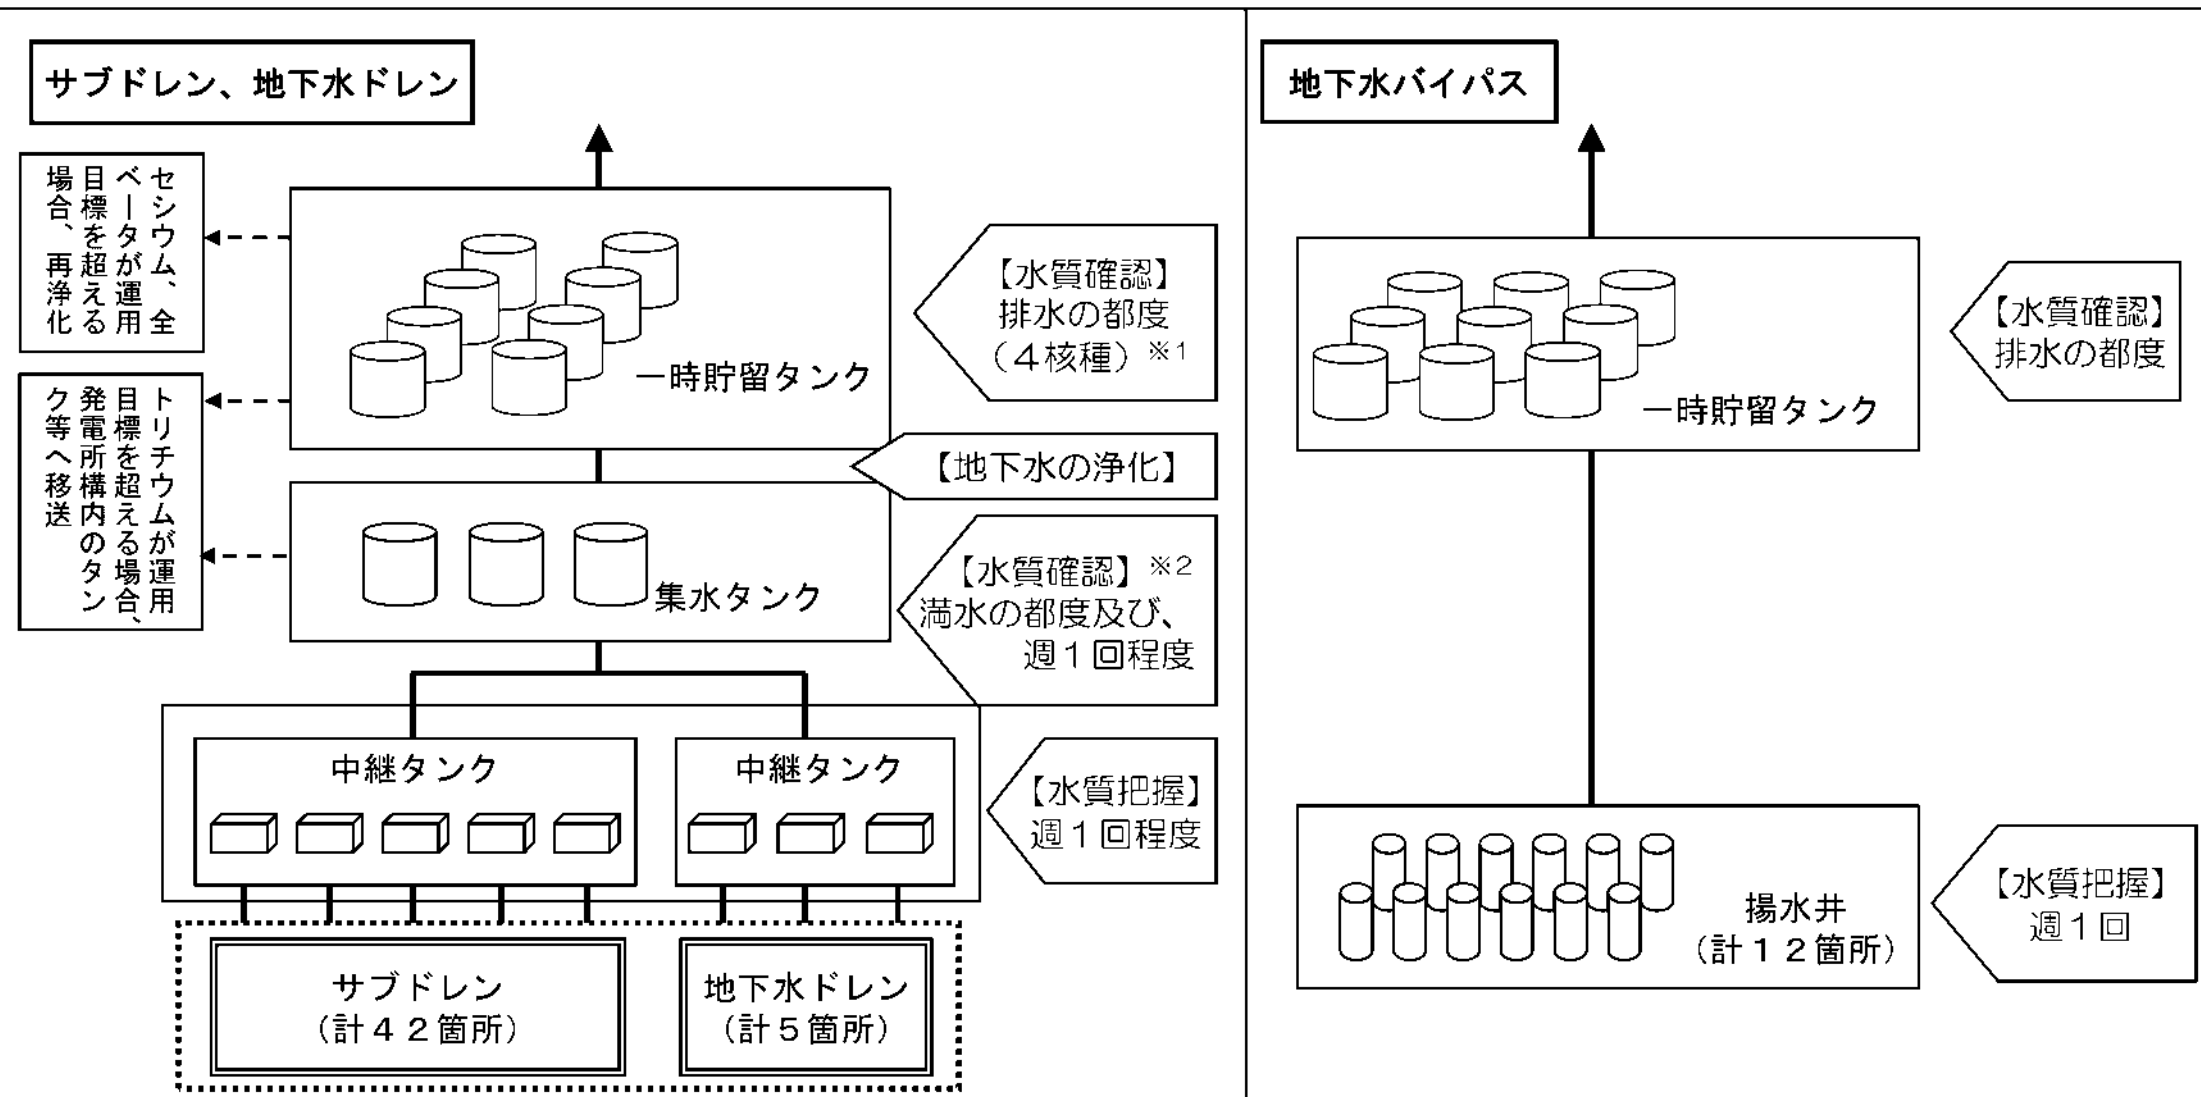 サブドレン、地下水ドレン
セシウム、全
ベータが運用
目標を超える
場合、再浄化
トリチウムが運用
目標を超える場合、
発電所構内のタン
ク等へ移送
一時貯留タンク
【水質確認】
排水の都度
（４核種）※１
【地下水の浄化】
集水タンク
【水質確認】※２
満水の都度及び、
週１回程度
中継タンク
中継タンク
【水質把握】
週１回程度
サブドレン
（計４２箇所）
地下水ドレン
（計５箇所）
地下水バイパス
一時貯留タンク
【水質確認】
排水の都度
揚水井
（計１２箇所）
【水質把握】
週１回